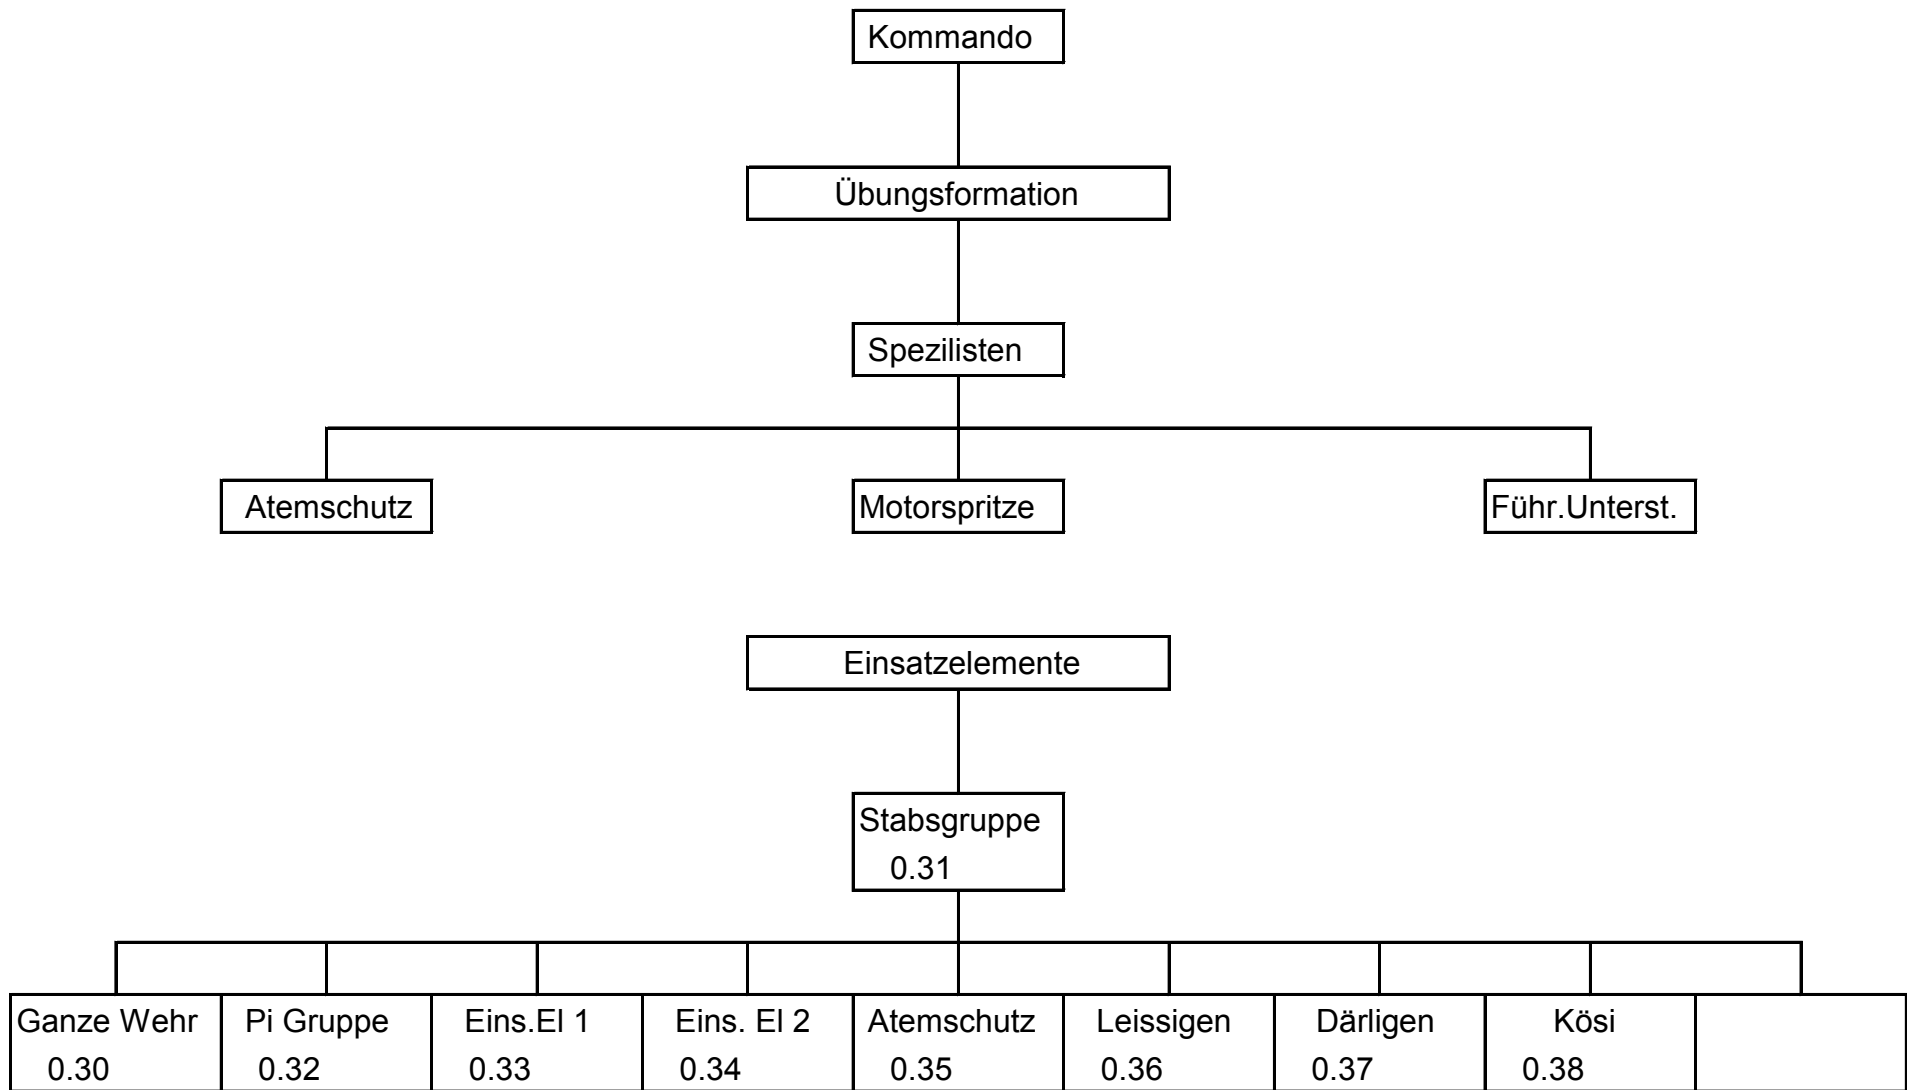 Kommando
Übungsformation
Spezilisten
Atemschutz
Motorspritze
Führ.Unterst.
Einsatzelemente
Stabsgruppe
0.31
Ganze Wehr
0.30
Pi Gruppe
0.32
Eins.El 1
0.33
Eins. El 2
0.34
Atemschutz
0.35
Leissigen
0.36
Därligen
0.37
Kösi
0.38